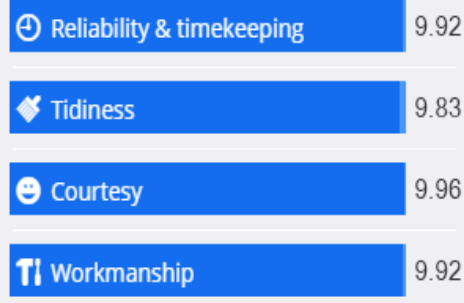 Reliability & timekeeping 9.92
Tidiness 9.83
Courtesy 9.96
Workmanship 9.92